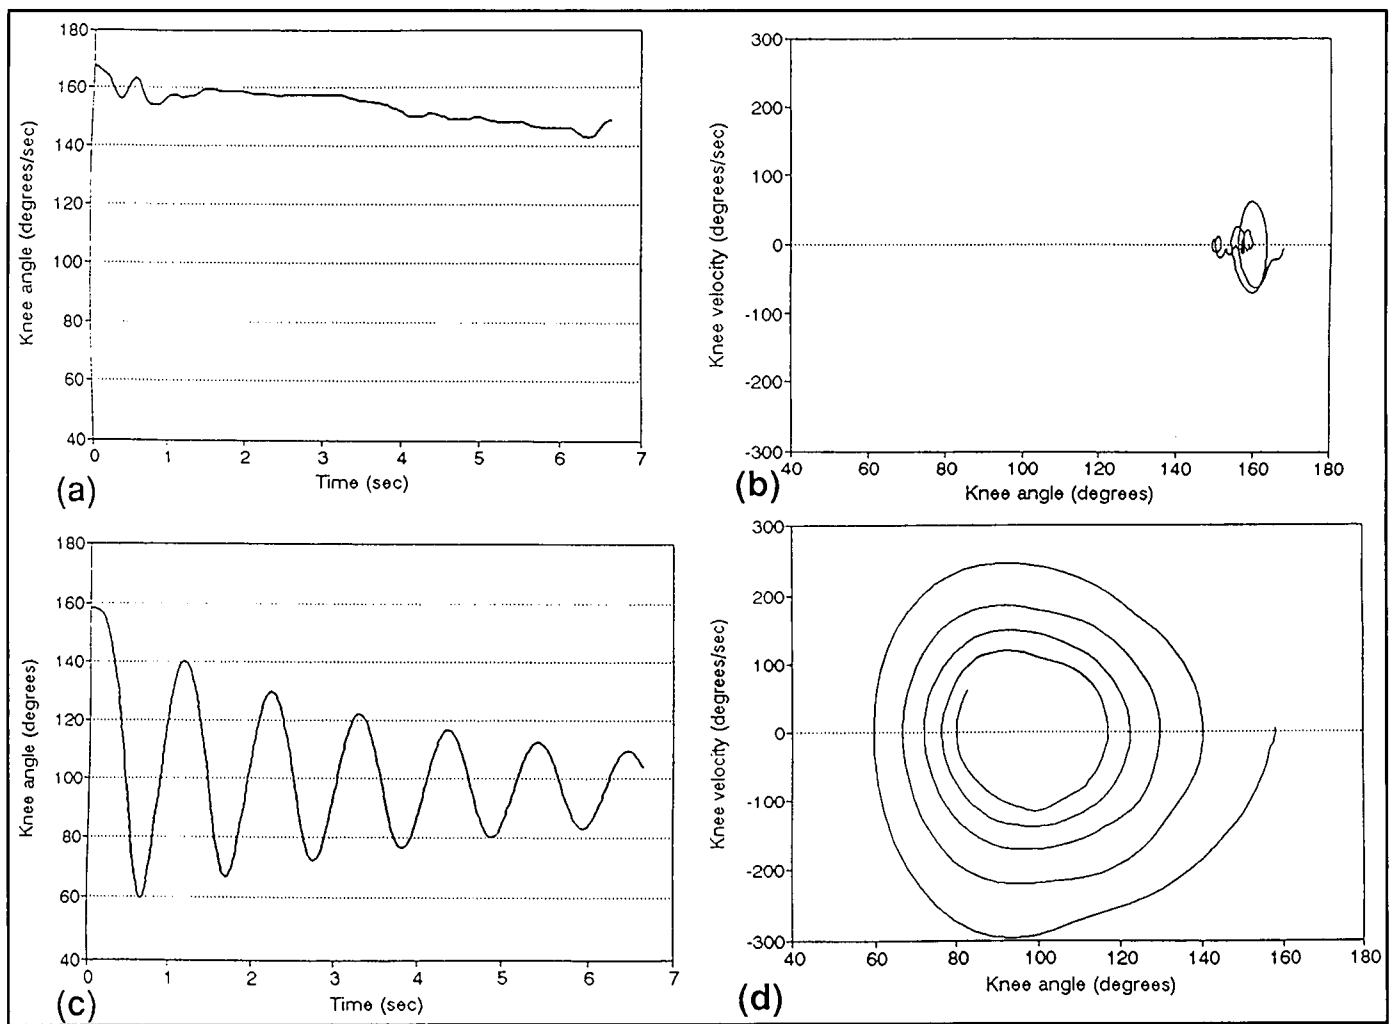 180
160
140
120
100
80
60
40
0 1 2 3 4 5 6 7
Knee angle (degrees/sec)
Time (sec)
(a)
300
200
100
0
-100
-200
-300
40 60 80 100 120 140 160 180
Knee velocity (degrees/sec)
Knee angle (degrees)
(b)
180
160
140
120
100
80
60
40
0 1 2 3 4 5 6 7
Knee angle (degrees)
Time (sec)
(c)
300
200
100
0
-100
-200
-300
40 60 80 100 120 140 160 180
Knee velocity (degrees/sec)
Knee angle (degrees)
(d)